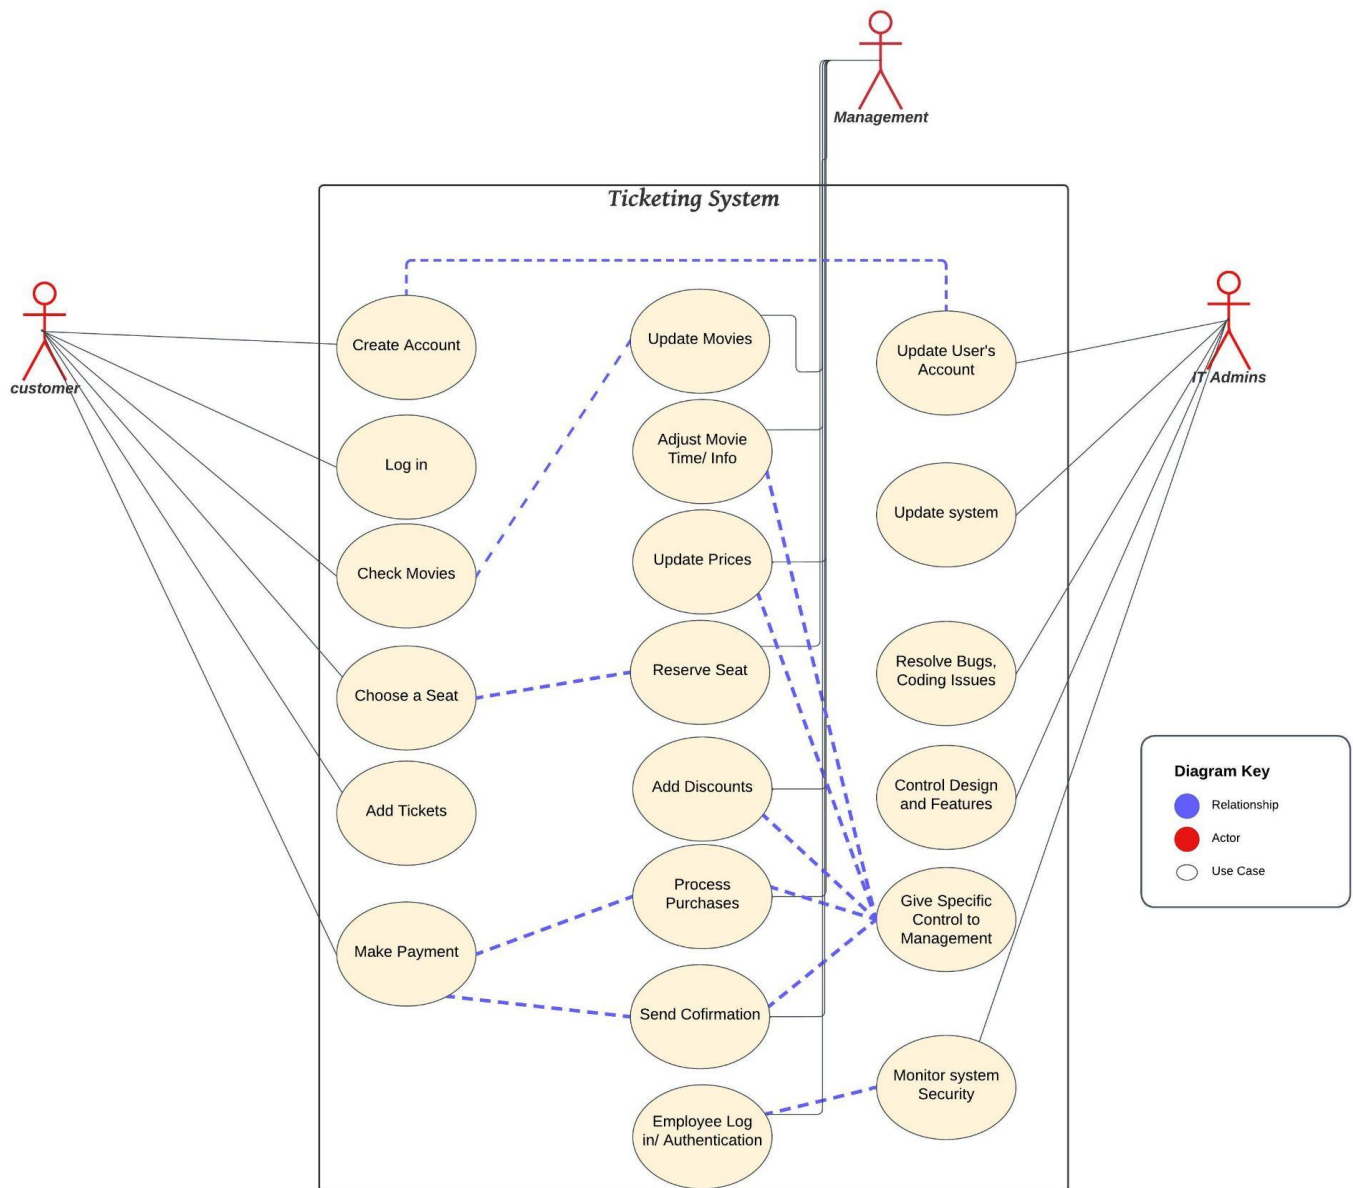 Management
Ticketing System
customer
IT Admins
Create Account
Log in
Check Movies
Choose a Seat
Add Tickets
Make Payment
Update Movies
Adjust Movie
Time/ Info
Update Prices
Reserve Seat
Add Discounts
Process
Purchases
Send Cofirmation
Employee Log
in/ Authentication
Update User's
Account
Update system
Resolve Bugs,
Coding Issues
Control Design
and Features
Give Specific
Control to
Management
Monitor system
Security
Diagram Key
Relationship
Actor
Use Case